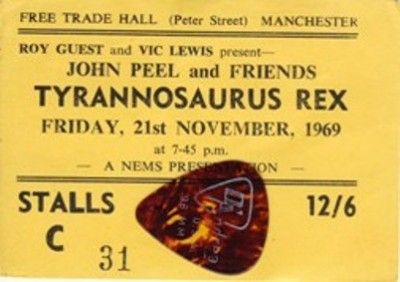 FREE TRADE HALL (Peter Street) MANCHESTER
ROY GUEST and VIC LEWIS present—
JOHN PEEL and FRIENDS
TYRANNOSAURUS REX
FRIDAY, 21st NOVEMBER, 1969
at 7-45 p.m.
— A NEMS PRESENTATION —
STALLS 12/6
C 31